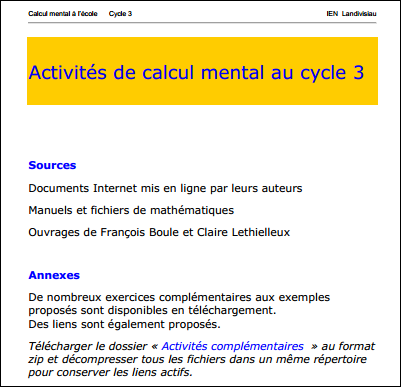 Calcul mental à l'école Cycle 3 IEN Landivisiau
Activités de calcul mental au cycle 3
Sources
Documents Internet mis en ligne par leurs auteurs
Manuels et fichiers de mathématiques
Ouvrages de François Boule et Claire Lethielleux
Annexes
De nombreux exercices complémentaires aux exemples
proposés sont disponibles en téléchargement.
Des liens sont également proposés.
Télécharger le dossier « Activités complémentaires » au format
zip et décompresser tous les fichiers dans un même répertoire
pour conserver les liens actifs.